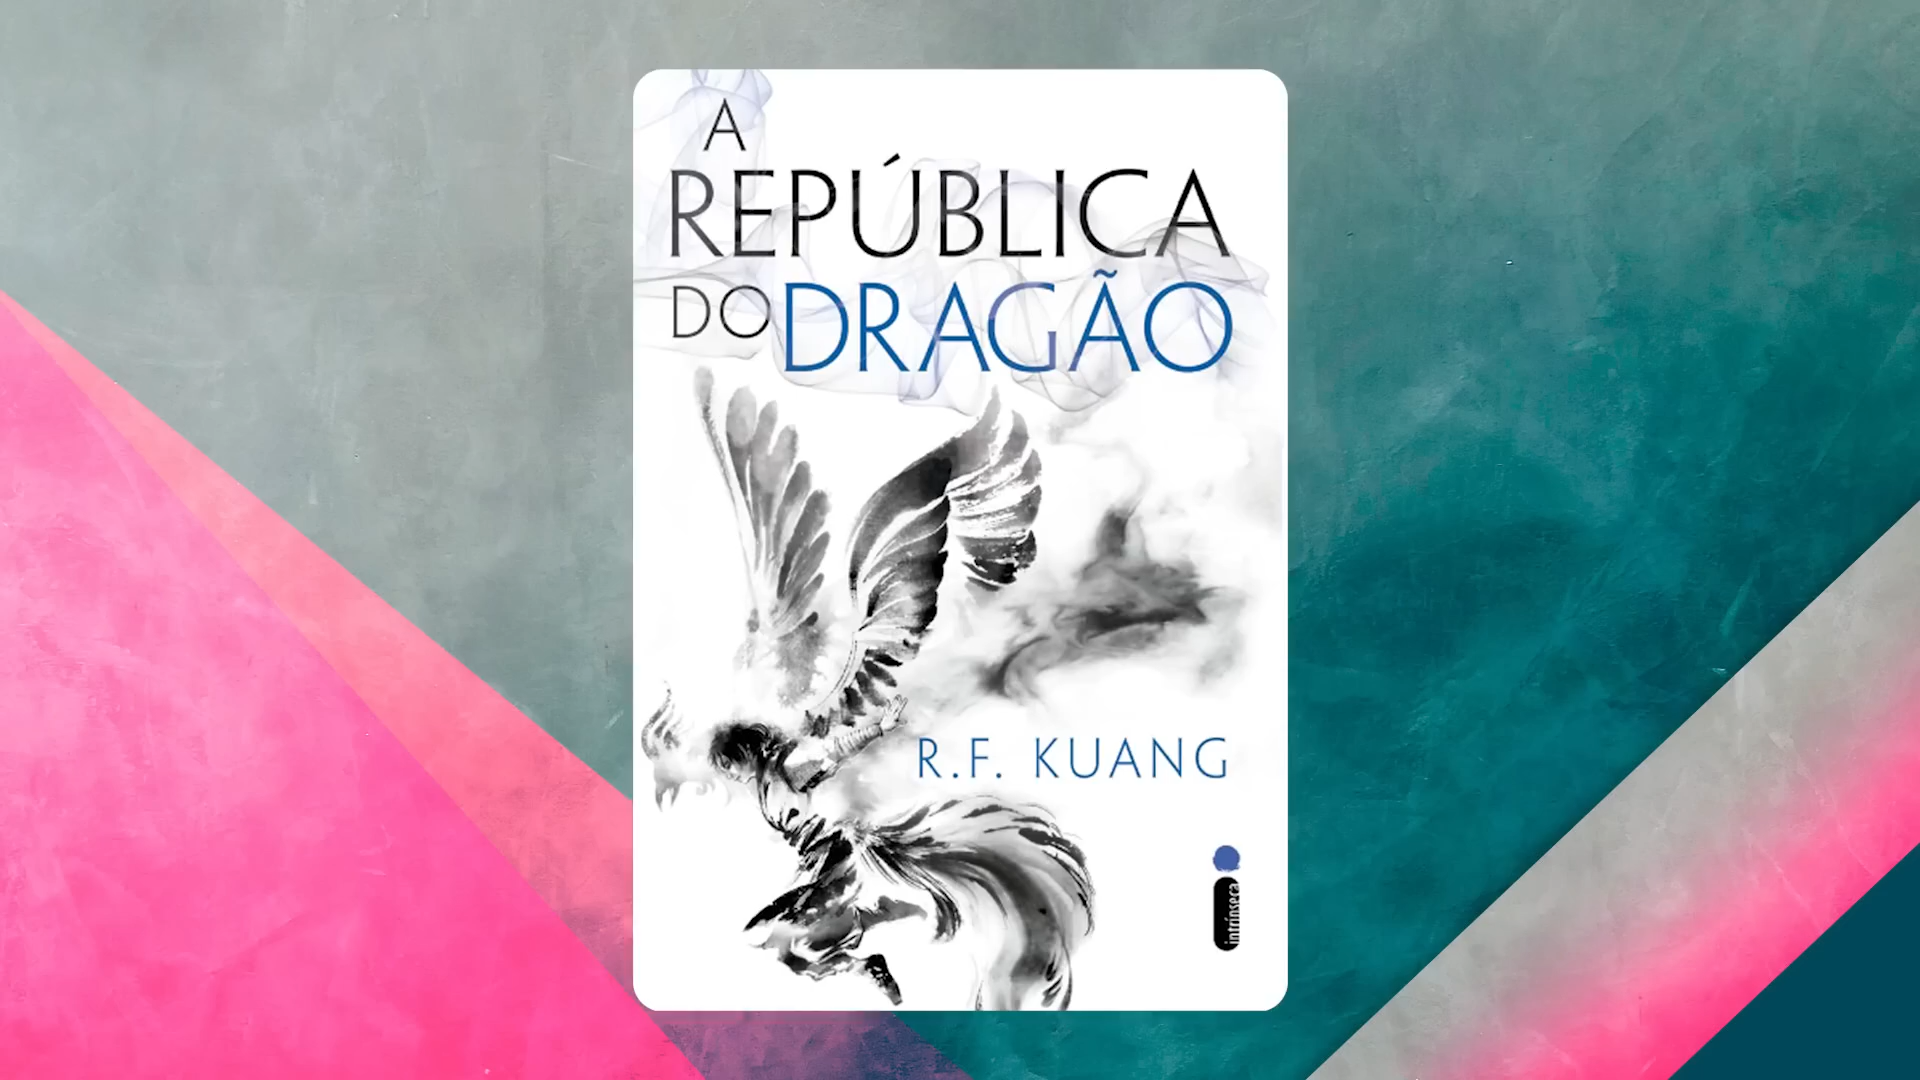 A
REPÚBLICA
DO DRAGÃO
R.F. KUANG
intrínseca